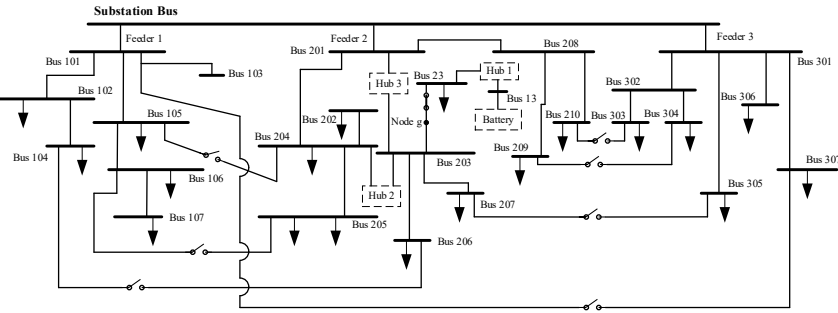 Substation Bus
Feeder 1
Feeder 2
Feeder 3
Bus 101
Bus 201
Bus 208
Bus 301
Bus 103
Hub 3
Bus 23
Hub 1
Bus 302
Bus 102
Bus 13
Bus 306
Bus 105
Bus 202
Node g
Battery
Bus 210
Bus 303
Bus 304
Bus 104
Bus 204
Bus 203
Bus 209
Bus 307
Bus 106
Hub 2
Bus 305
Bus 107
Bus 205
Bus 207
Bus 206